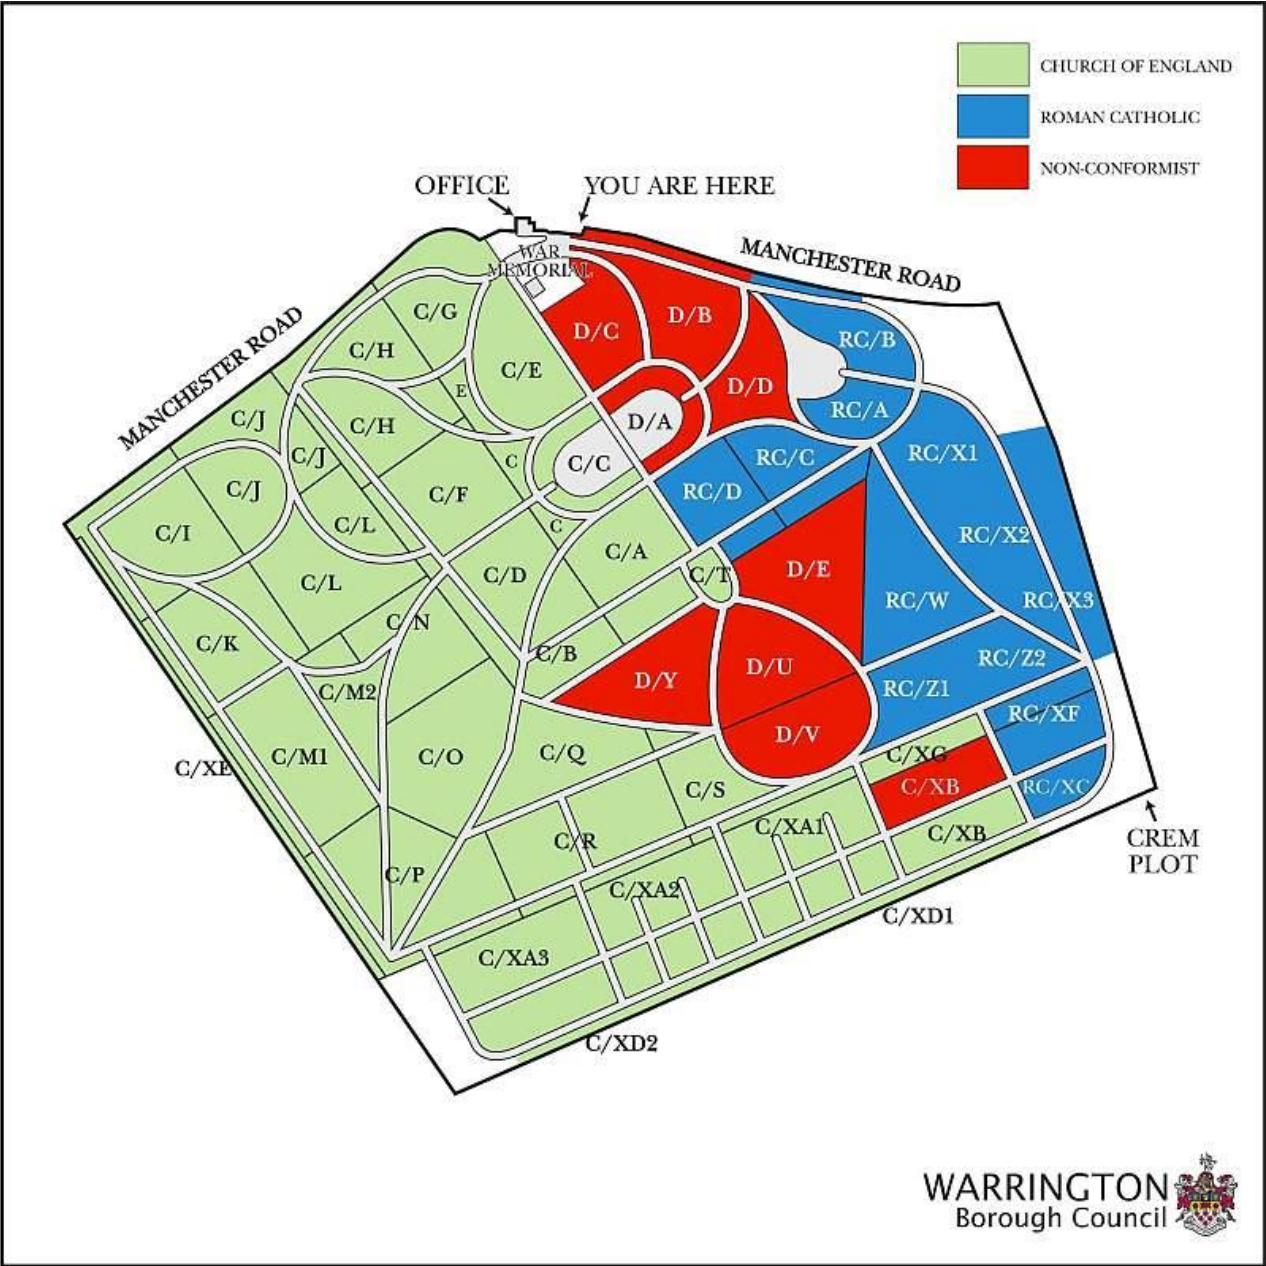 CHURCH OF ENGLAND
ROMAN CATHOLIC
NON-CONFORMIST
OFFICE
YOU ARE HERE
WAR
MEMORIAL
MANCHESTER ROAD
MANCHESTER ROAD
C/G
D/C
D/B
RC/B
C/H
C/E
E
D/D
C/J
C/H
D/A
RC/A
C/J
C
C/C
RC/C
RC/X1
C/J
C/F
RC/D
C/I
C/L
C
C/A
RC/X2
C/L
C/D
C/T
D/E
RC/W
RC/X3
C/N
C/K
C/B
D/Y
D/U
RC/Z2
C/M2
RC/Z1
RC/XF
C/XE
C/M1
C/O
C/Q
D/V
C/XG
C/S
C/XB
RC/XC
C/R
C/XA1
C/XB
CREM
PLOT
C/P
C/XA2
C/XD1
C/XA3
C/XD2
WARRINGTON
Borough Council